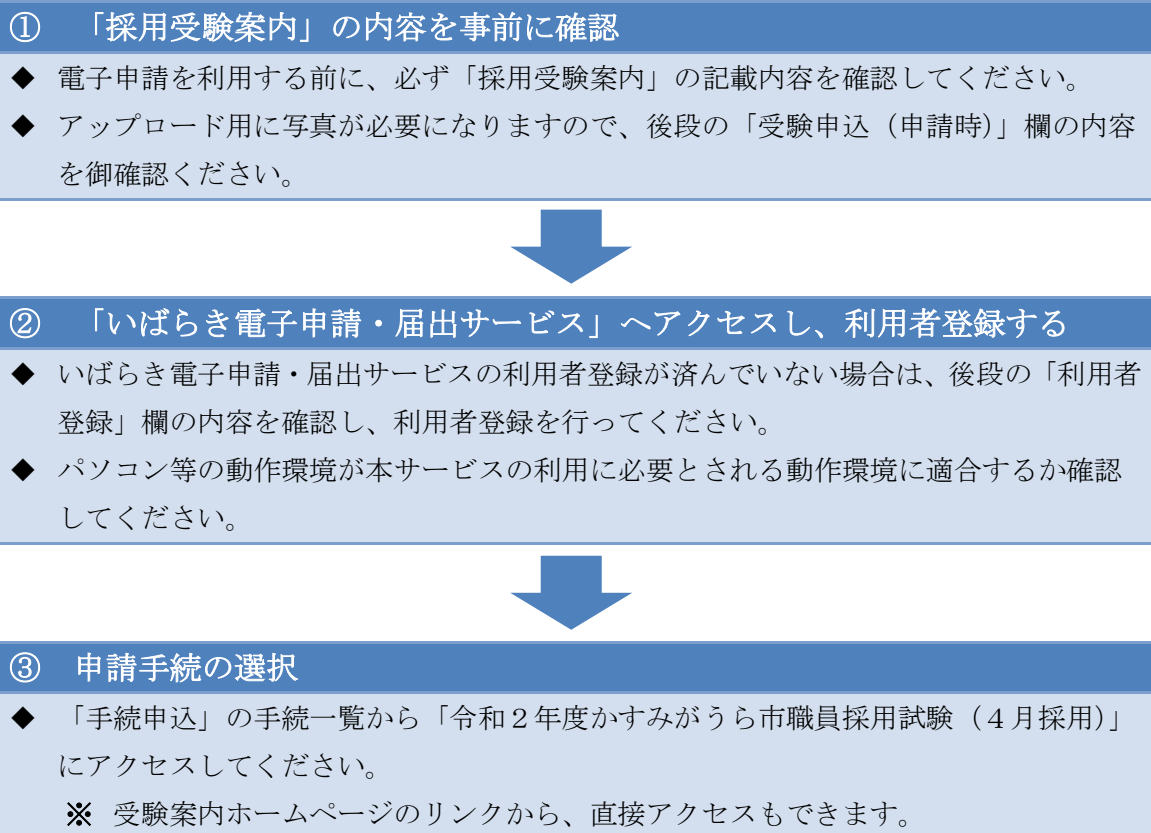 ① 「採用受験案内」の内容を事前に確認
◆ 電子申請を利用する前に、必ず「採用受験案内」の記載内容を確認してください。
◆ アップロード用に写真が必要になりますので、後段の「受験申込（申請時）」欄の内容
を御確認ください。
② 「いばらき電子申請・届出サービス」へアクセスし、利用者登録する
◆ いばらき電子申請・届出サービスの利用者登録が済んでいない場合は、後段の「利用者
登録」欄の内容を確認し、利用者登録を行ってください。
◆ パソコン等の動作環境が本サービスの利用に必要とされる動作環境に適合するか確認
してください。
③ 申請手続の選択
◆ 「手続申込」の手続一覧から「令和２年度かすみがうら市職員採用試験（４月採用）」
にアクセスしてください。
※ 受験案内ホームページのリンクから、直接アクセスもできます。